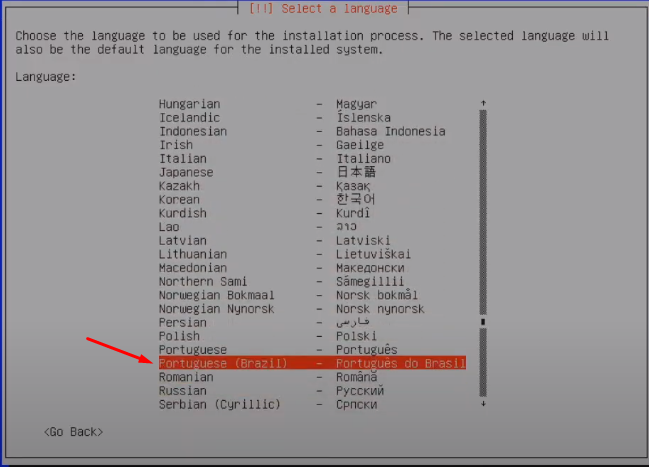 [!!] Select a language
Choose the language to be used for the installation process. The selected language will
also be the default language for the installed system.
Language:
Hungarian - Magyar
Icelandic - Íslenska
Indonesian - Bahasa Indonesia
Irish - Gaeilge
Italian - Italiano
Japanese - 日本語
Kazakh - Қазақ
Korean - 한국어
Kurdish - Kurdî
Lao - ລາວ
Latvian - Latviski
Lithuanian - Lietuviškai
Macedonian - Македонски
Northern Sami - Sámegillii
Norwegian Bokmaal - Norsk bokmål
Norwegian Nynorsk - Norsk nynorsk
Persian - فارسی
Polish - Polski
Portuguese - Português
Portuguese (Brazil) - Português do Brasil
Romanian - Română
Russian - Русский
Serbian (Cyrillic) - Српски
<Go Back>